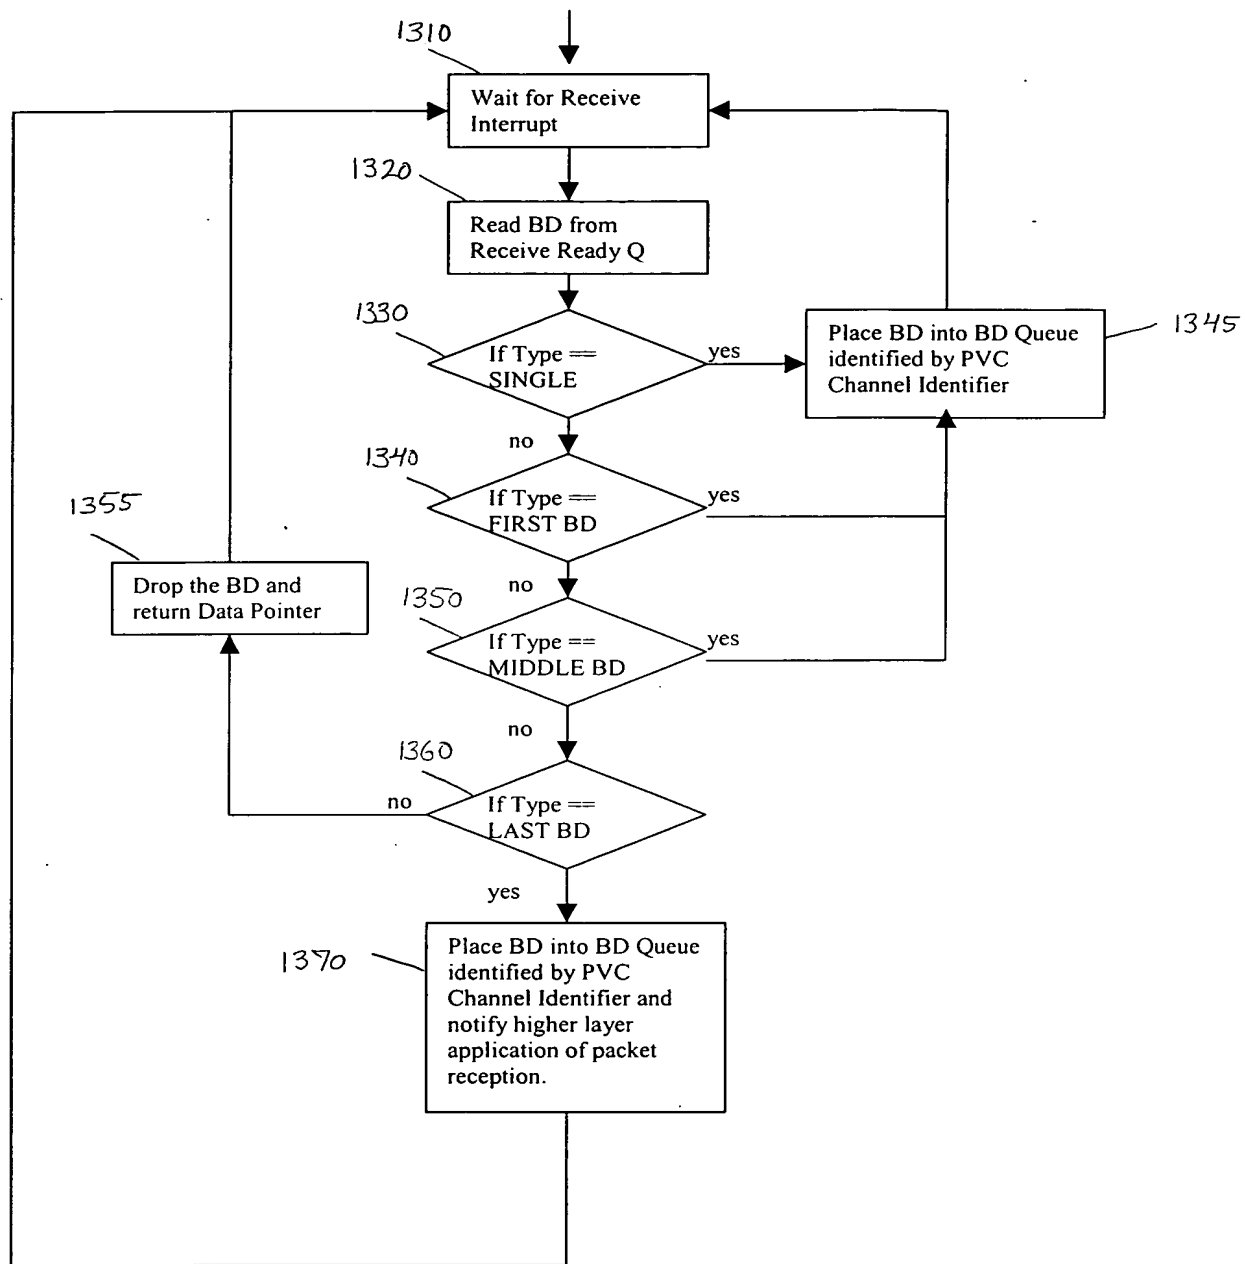 1310
Wait for Receive
Interrupt
1320
Read BD from
Receive Ready Q
1330
If Type ==
SINGLE
yes
Place BD into BD Queue
identified by PVC
Channel Identifier
1345
no
1340
If Type ==
FIRST BD
yes
1355
Drop the BD and
return Data Pointer
no
1350
If Type ==
MIDDLE BD
yes
no
1360
no
If Type ==
LAST BD
yes
1370
Place BD into BD Queue
identified by PVC
Channel Identifier and
notify higher layer
application of packet
reception.